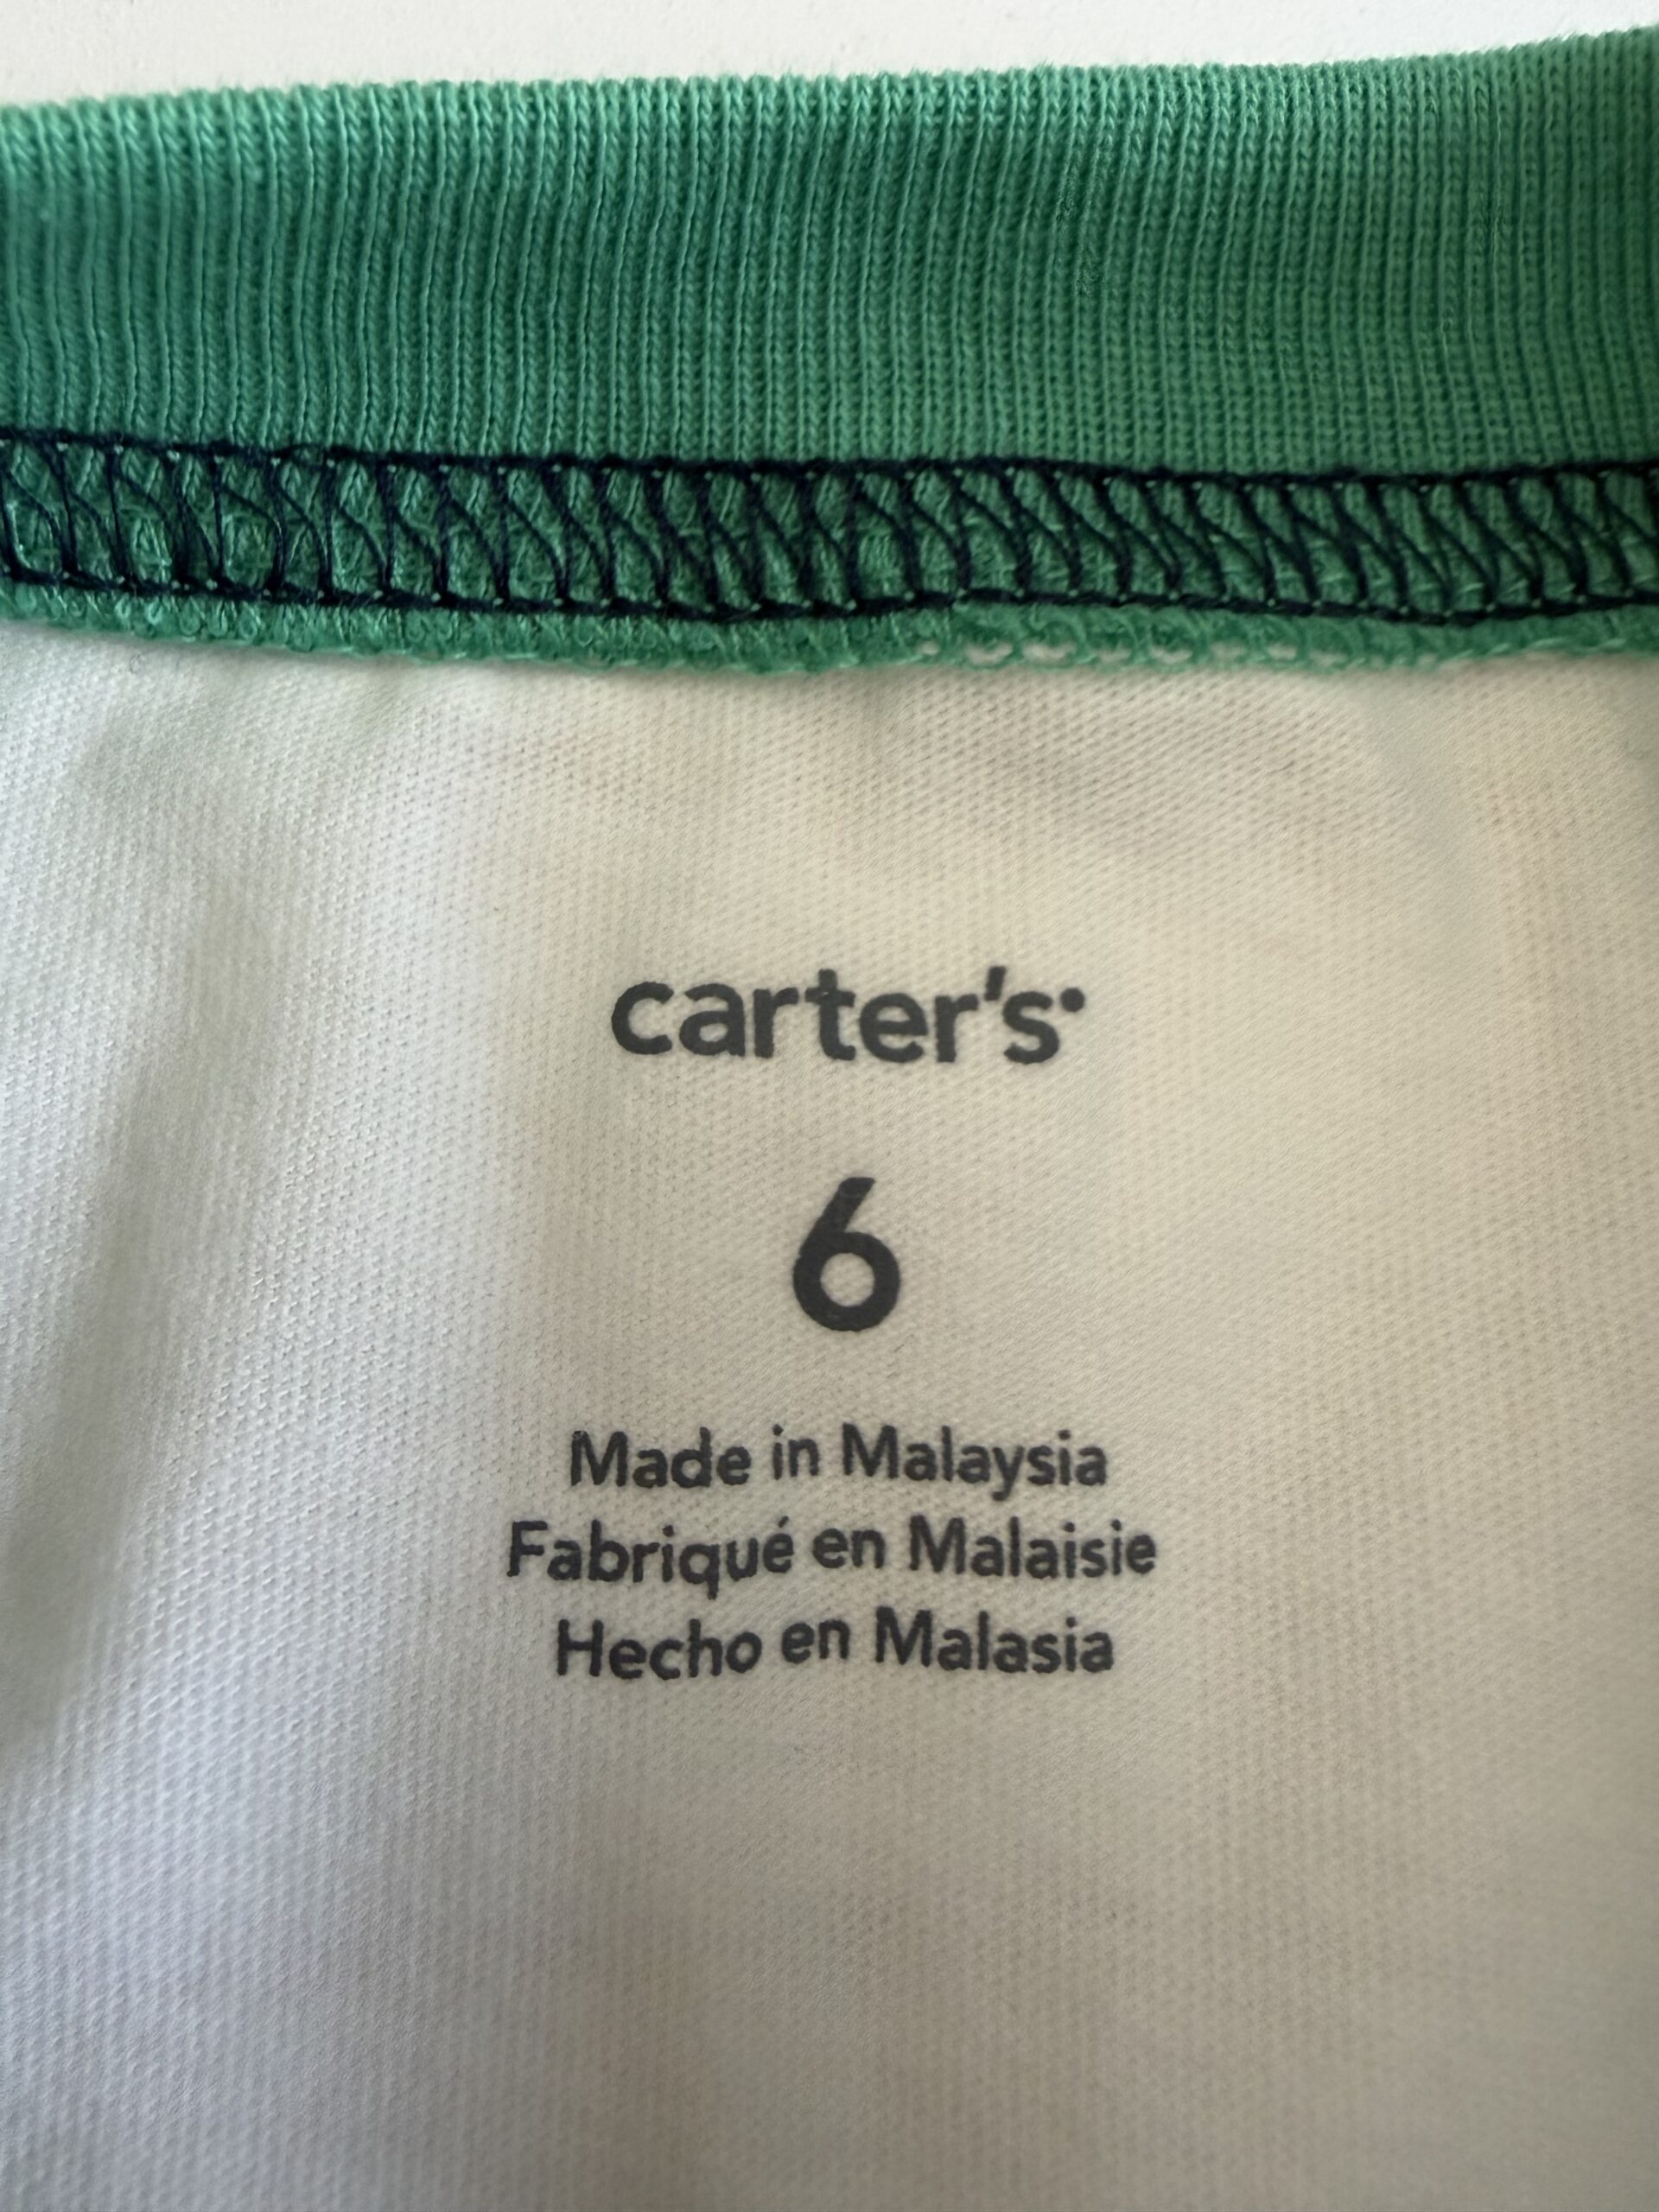 carter's
6
Made in Malaysia
Fabriqué en Malaisie
Hecho en Malasia